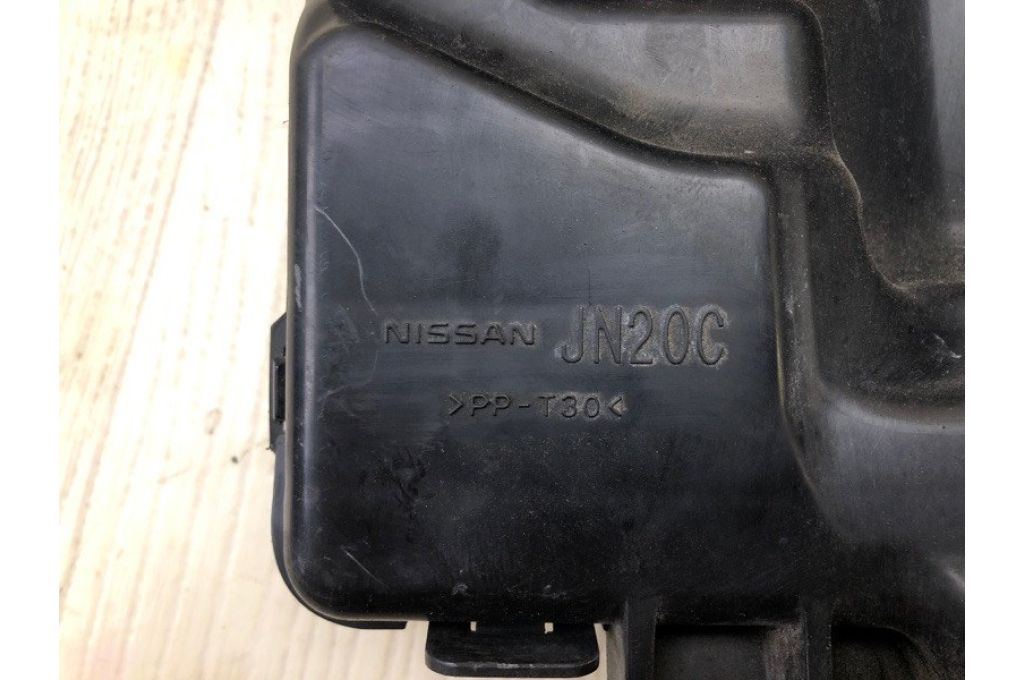 NISSAN JN20C
>PP-T30<